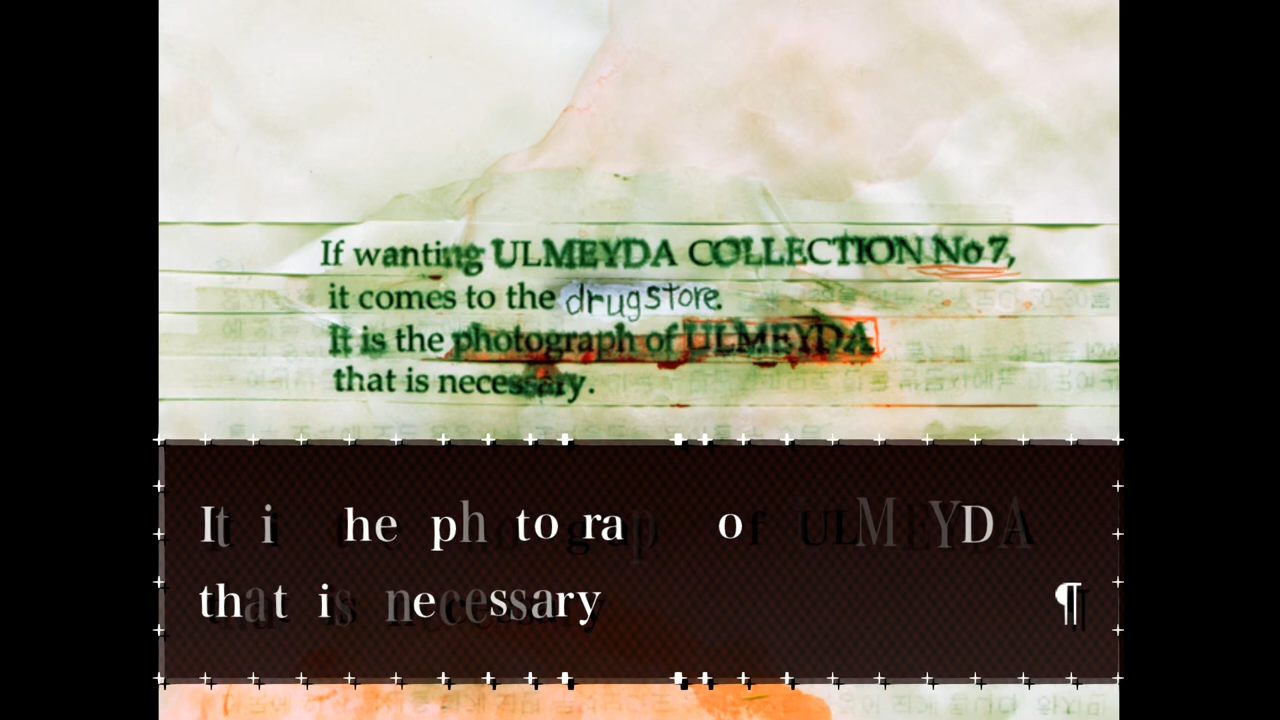 If wanting ULMEYDA COLLECTION No7,
it comes to the drugstore.
It is the photograph of ULMEYDA
that is necessary.
It is the photograph of ULMEYDA
that is necessary
¶